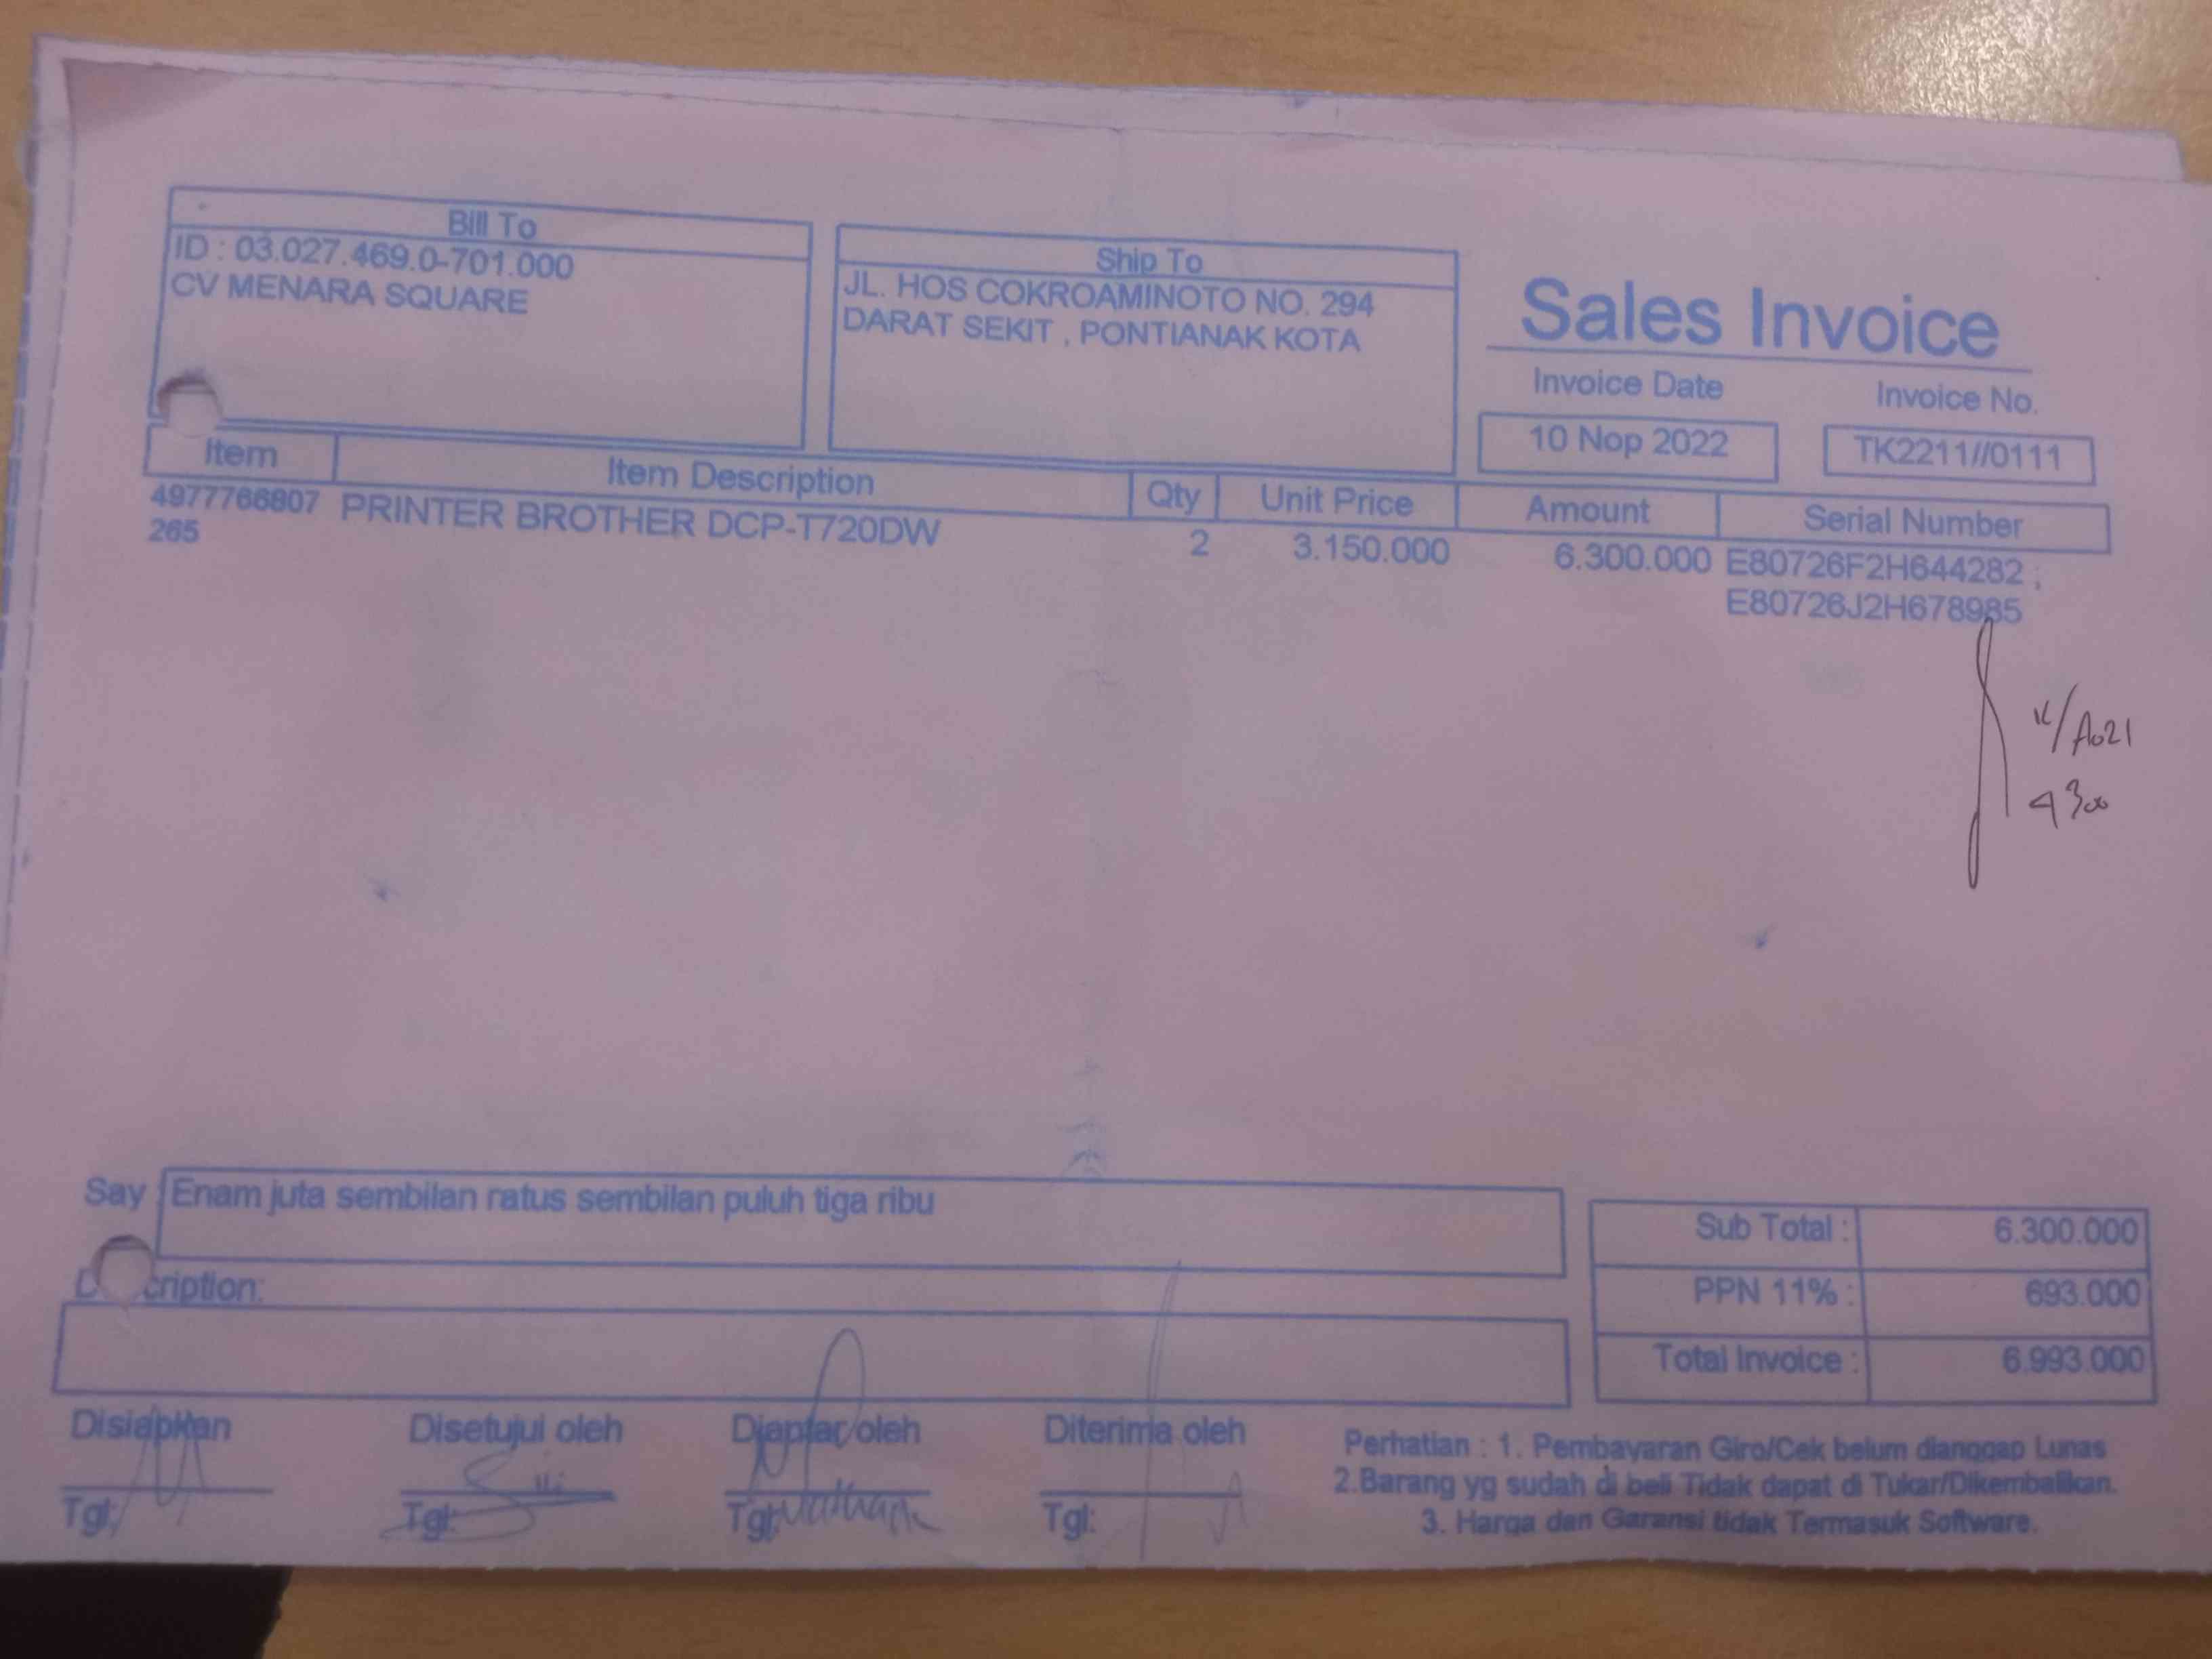 Bill To
ID : 03.027.469.0-701.000
CV MENARA SQUARE
Ship To
JL. HOS COKROAMINOTO NO. 294
DARAT SEKIT , PONTIANAK KOTA
Sales Invoice
Invoice Date
Invoice No.
10 Nop 2022
TK2211//0111
Item
Item Description
Qty
Unit Price
Amount
Serial Number
4977766807 PRINTER BROTHER DCP-T720DW 2 3.150.000 6.300.000 E80726F2H644282 ;
265
E80726J2H678985
4300
Say
Enam juta sembilan ratus sembilan puluh tiga ribu
Sub Total : 6.300.000
PPN 11% : 693.000
Total Invoice : 6.993.000
cription:
Disiapkan
Disetujui oleh
Diantar oleh
Diterima oleh
Tgl:
Tgl:
Tgl:
Tgl:
Perhatian : 1. Pembayaran Giro/Cek belum dianggap Lunas
2.Barang yg sudah di beli Tidak dapat di Tukar/Dikembalikan.
3. Harga dan Garansi tidak Termasuk Software.